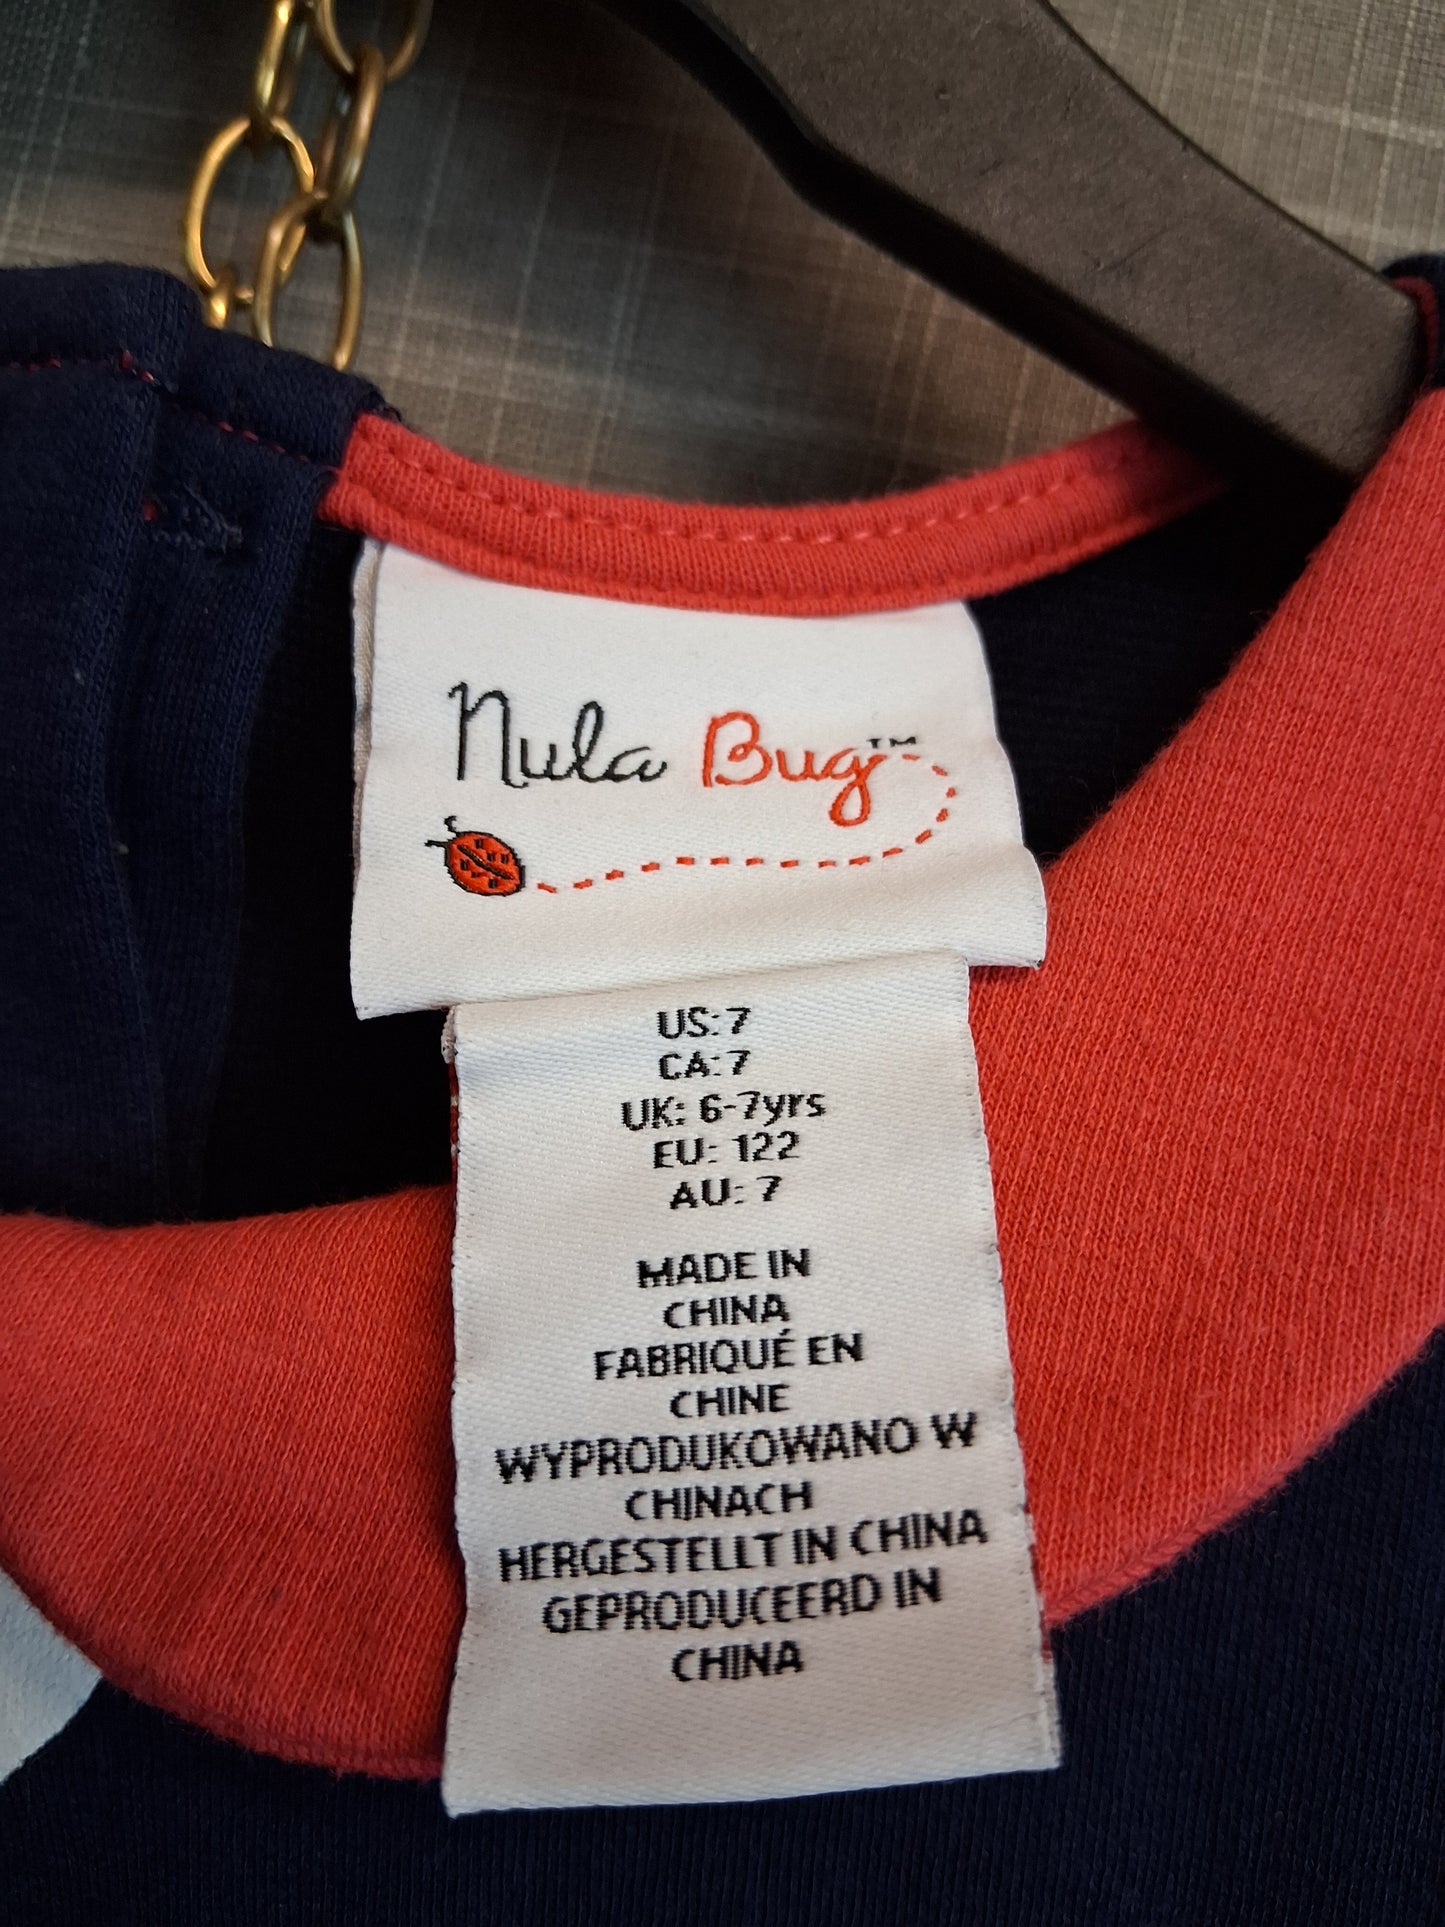 Nula Bug™
US: 7
CA: 7
UK: 6-7yrs
EU: 122
AU: 7
MADE IN
CHINA
FABRIQUÉ EN
CHINE
WYPRODUKOWANO W
CHINACH
HERGESTELLT IN CHINA
GEPRODUCEERD IN
CHINA